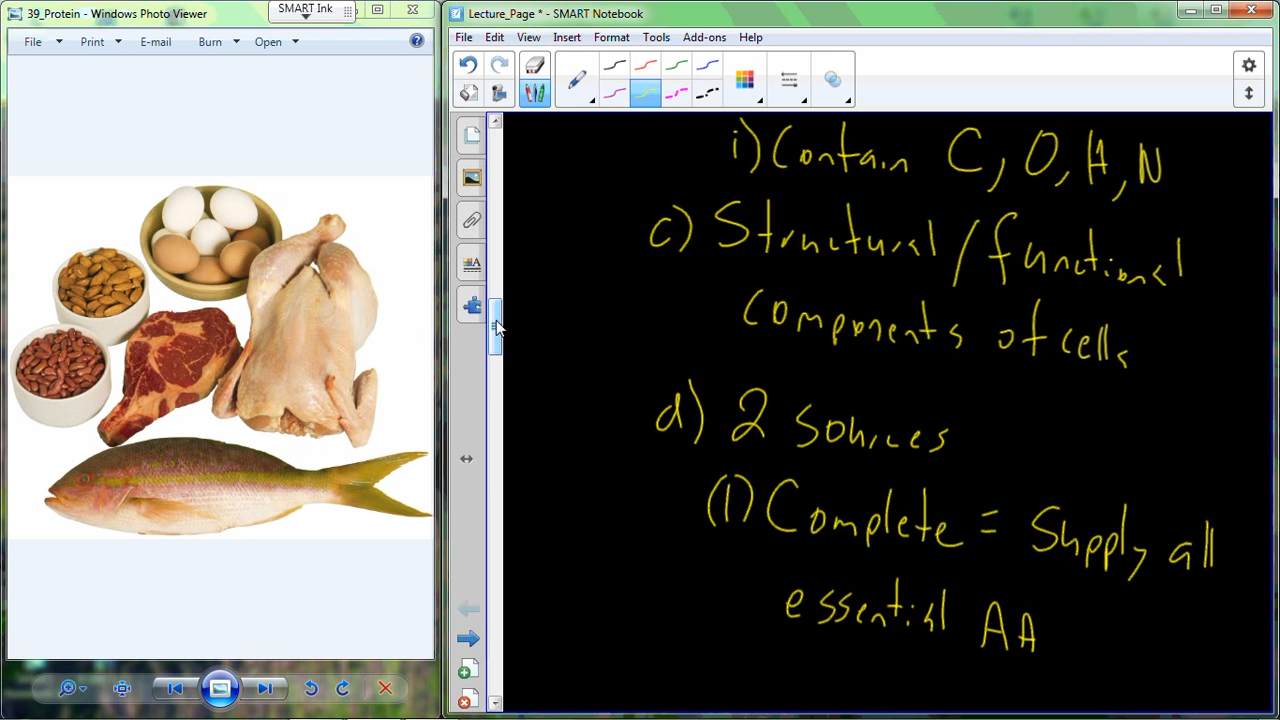 39_Protein - Windows Photo Viewer
SMART Ink
File Print E-mail Burn Open
Lecture_Page * - SMART Notebook
File Edit View Insert Format Tools Add-ons Help
i) Contain C, O, H, N
c) Structural / functional
components of cells
d) 2 sources
(1) Complete = Supply all
essential AA